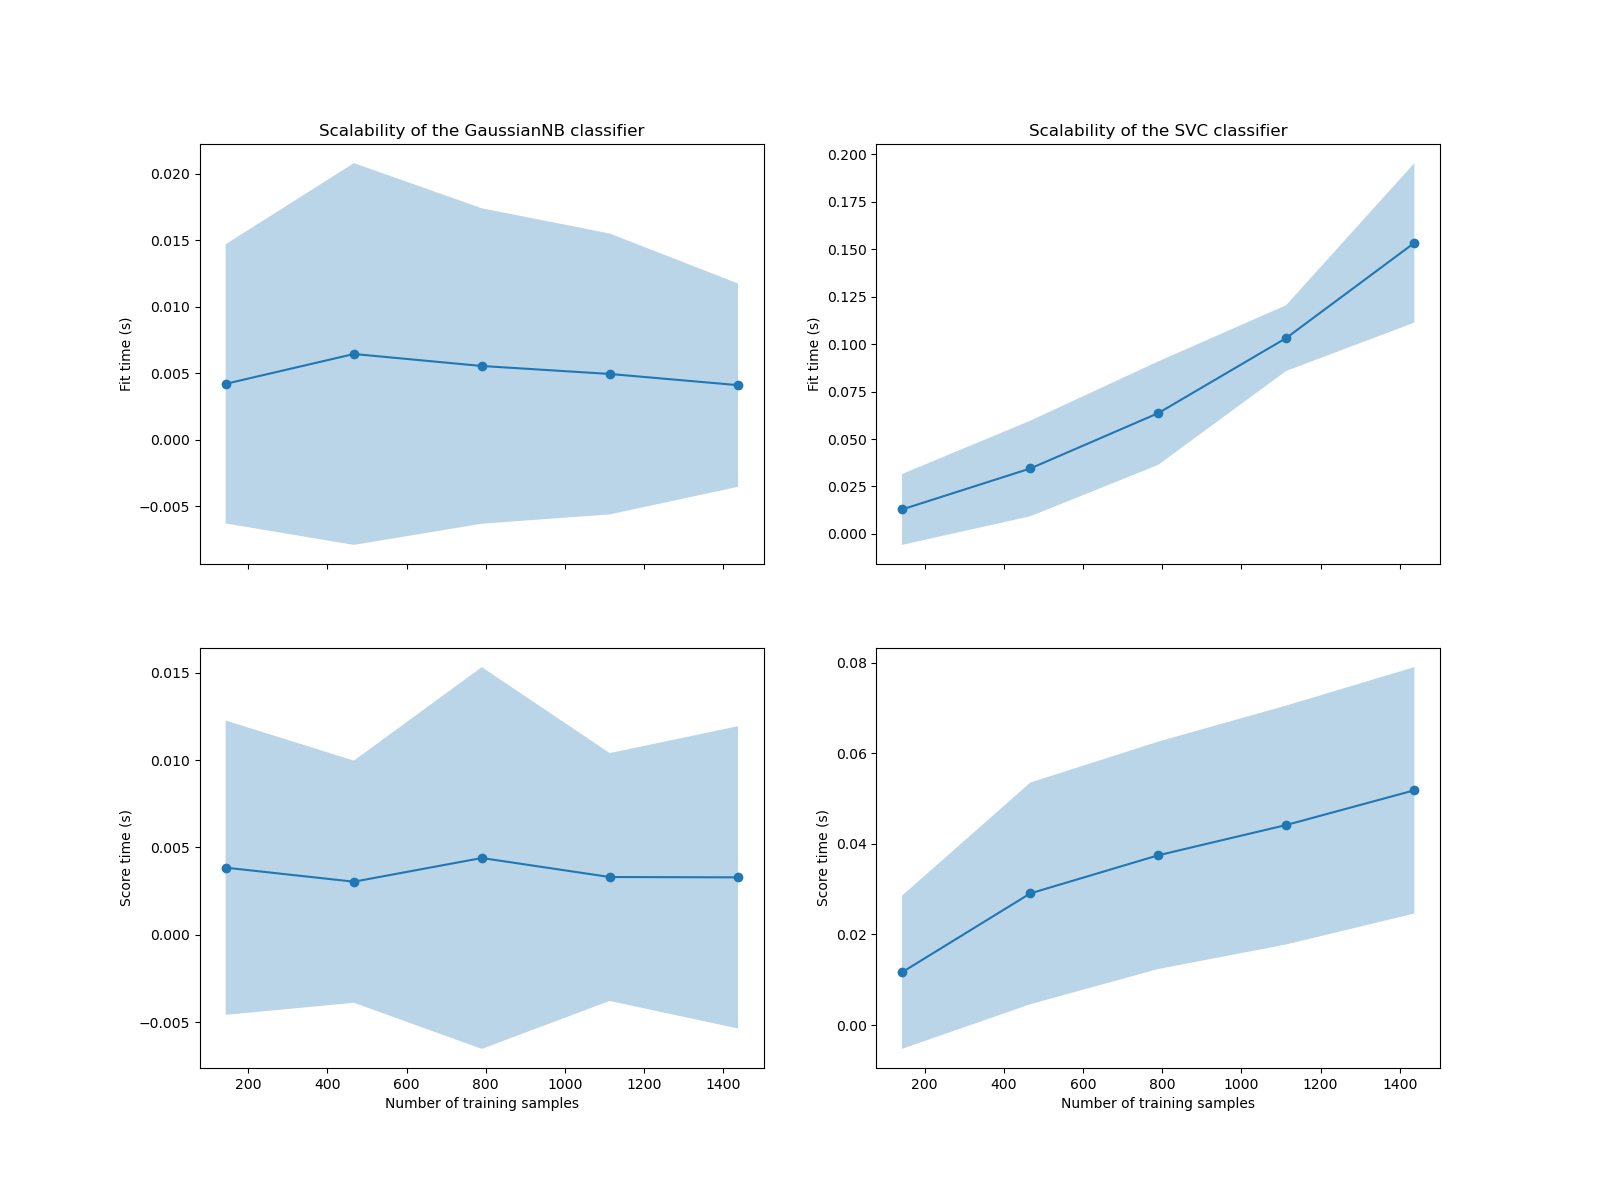 Scalability of the GaussianNB classifier
Fit time (s)
0.020
0.015
0.010
0.005
0.000
−0.005
Scalability of the SVC classifier
Fit time (s)
0.200
0.175
0.150
0.125
0.100
0.075
0.050
0.025
0.000
Score time (s)
0.015
0.010
0.005
0.000
−0.005
200 400 600 800 1000 1200 1400
Number of training samples
Score time (s)
0.08
0.06
0.04
0.02
0.00
200 400 600 800 1000 1200 1400
Number of training samples